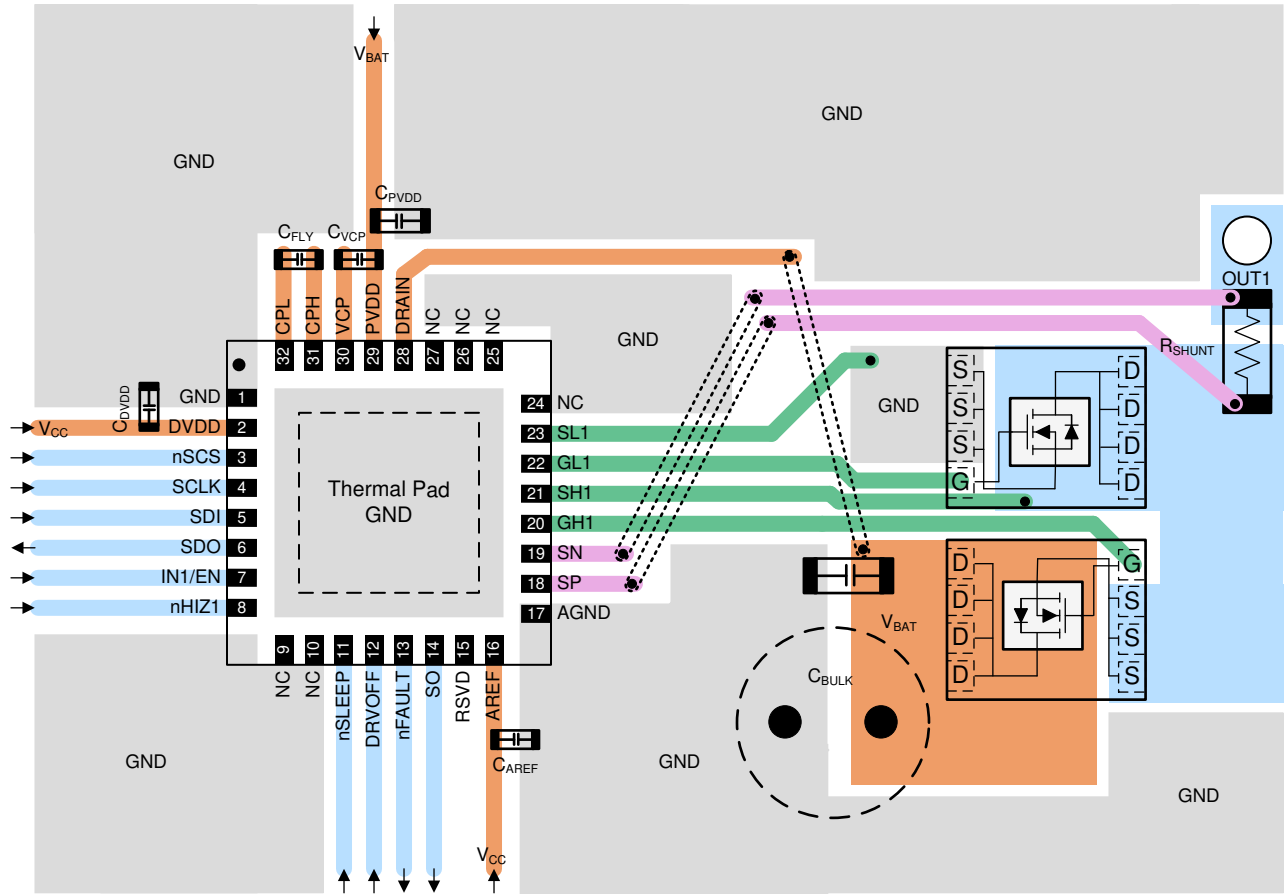 VBAT
GND
GND
CPVDD
CFLY
CVCP
OUT1
CPL
CPH
VCP
PVDD
DRAIN
NC
NC
NC
32
31
30
29
28
27
26
25
GND
RSHUNT
CDVDD
GND
1
VCC
DVDD
2
nSCS
3
SCLK
4
SDI
5
SDO
6
IN1/EN
7
nHIZ1
8
Thermal Pad
GND
24 NC
23 SL1
22 GL1
21 SH1
20 GH1
19 SN
18 SP
17 AGND
GND
S
S
S
G
D
D
D
D
D
D
D
D
G
S
S
S
VBAT
CBULK
9
10
11
12
13
14
15
16
NC
NC
nSLEEP
DRVOFF
nFAULT
SO
RSVD
AREF
CAREF
VCC
GND
GND
GND